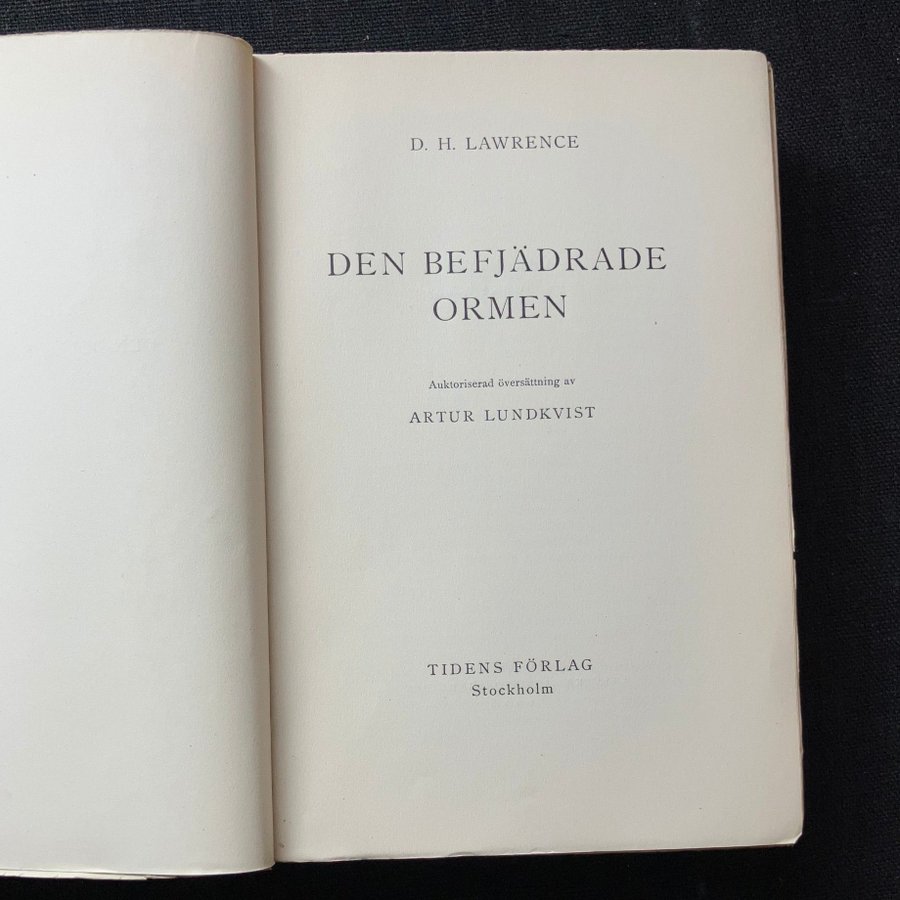 D. H. LAWRENCE
DEN BEFJÄDRADE
ORMEN
Auktoriserad översättning av
ARTUR LUNDKVIST
TIDENS FÖRLAG
Stockholm